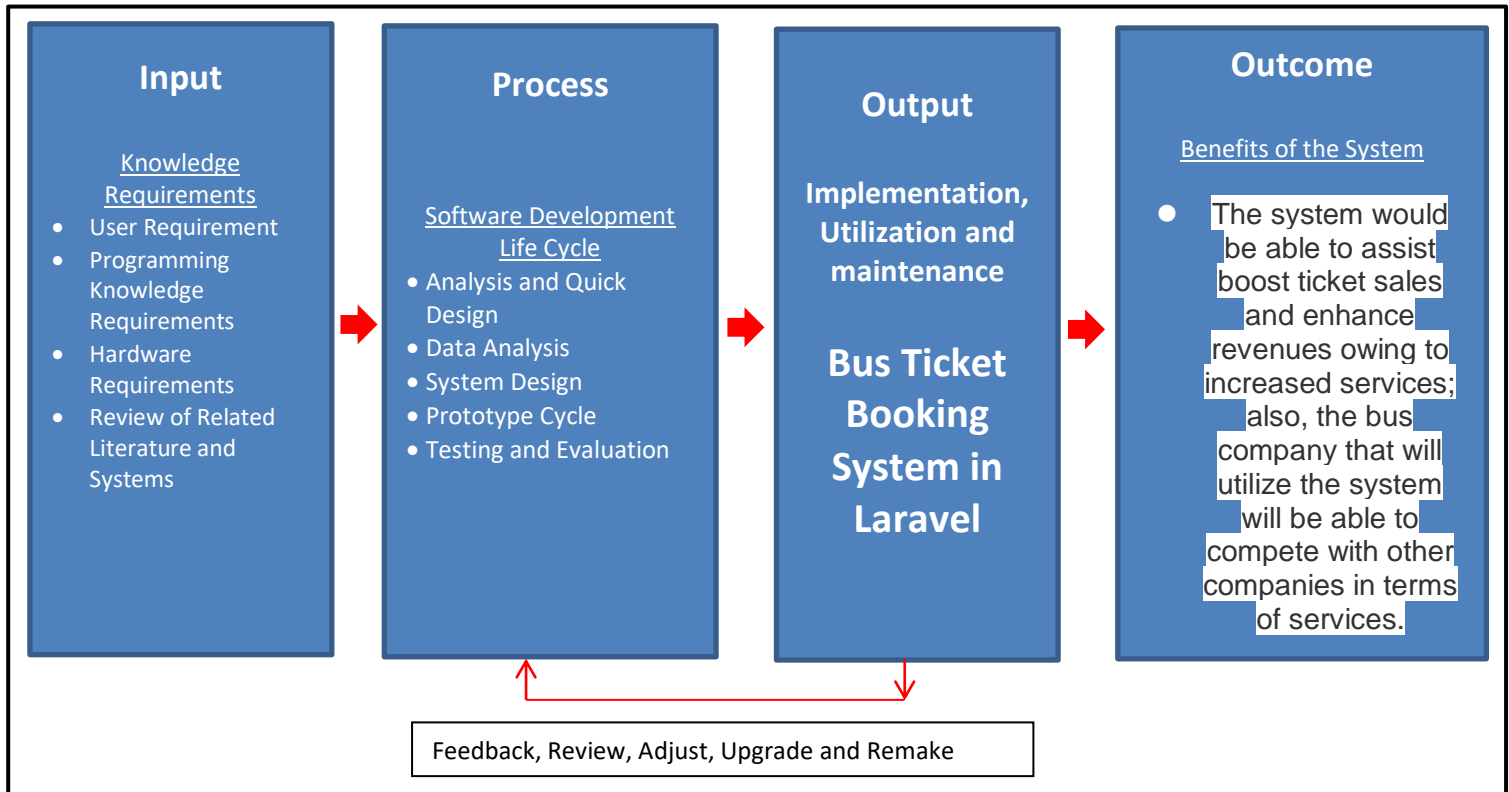 Input
Knowledge
Requirements
• User Requirement
• Programming
Knowledge
Requirements
• Hardware
Requirements
• Review of Related
Literature and
Systems
Process
Software Development
Life Cycle
• Analysis and Quick
Design
• Data Analysis
• System Design
• Prototype Cycle
• Testing and Evaluation
Output
Implementation,
Utilization and
maintenance
Bus Ticket
Booking
System in
Laravel
Outcome
Benefits of the System
• The system would
be able to assist
boost ticket sales
and enhance
revenues owing to
increased services;
also, the bus
company that will
utilize the system
will be able to
compete with other
companies in terms
of services.
Feedback, Review, Adjust, Upgrade and Remake